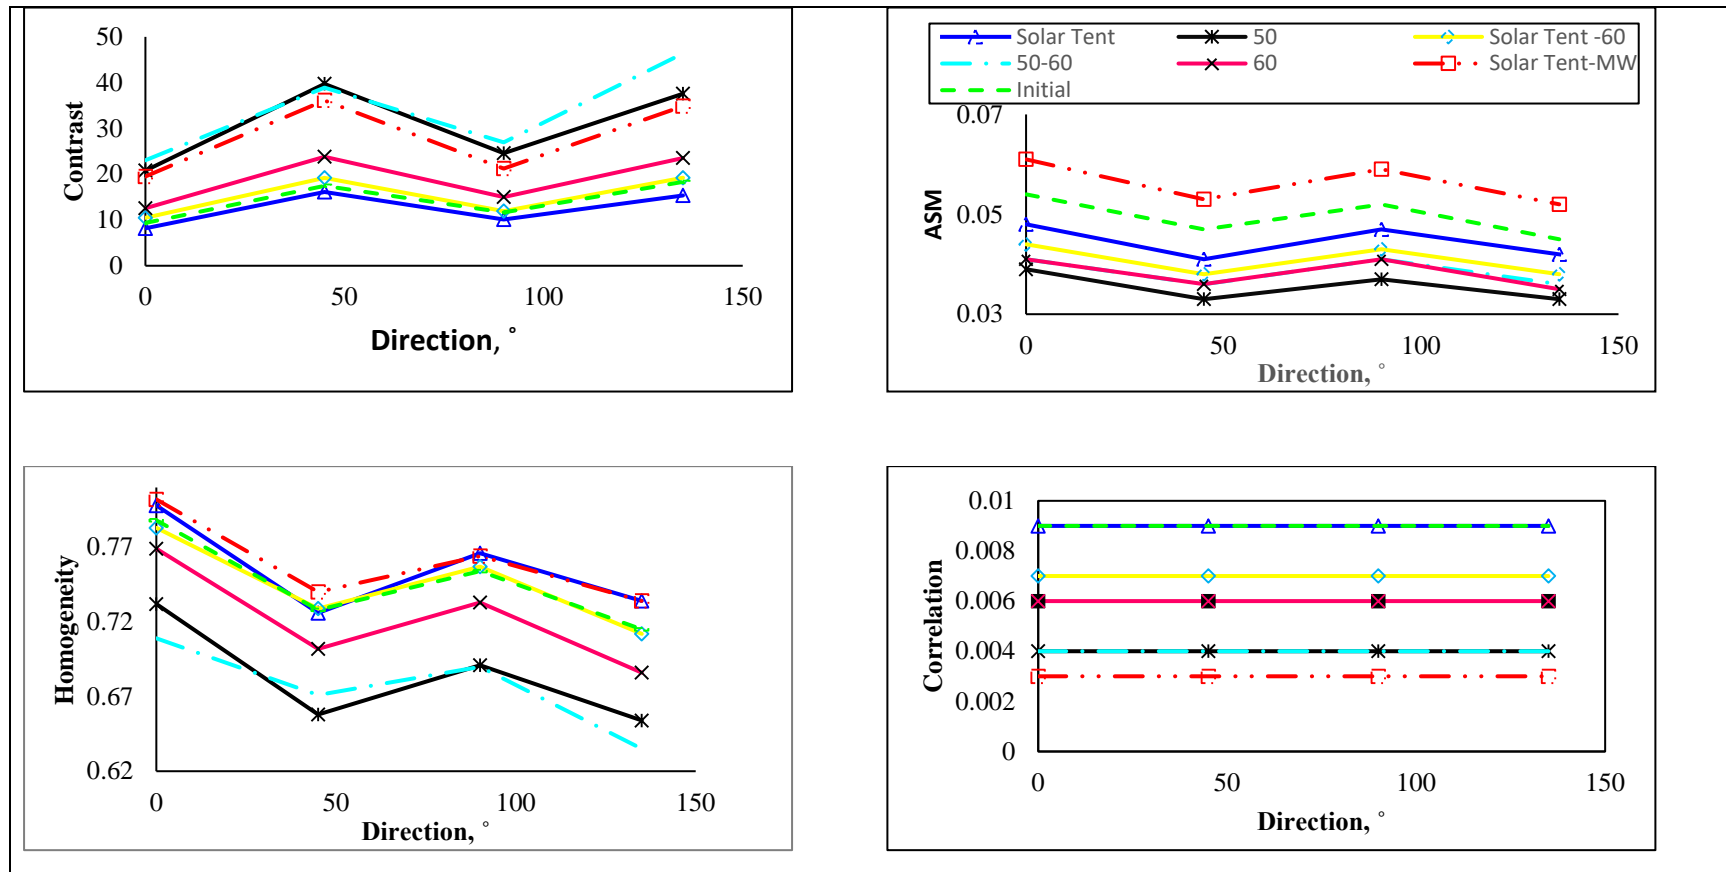 50
40
30
20
10
0
Contrast
0 50 100 150
Direction, °
Solar Tent 50 Solar Tent -60
50-60 60 Solar Tent-MW
Initial
0.07
0.05
0.03
ASM
0 50 100 150
Direction, °
0.77
0.72
0.67
0.62
Homogeneity
0 50 100 150
Direction, °
0.01
0.008
0.006
0.004
0.002
0
Correlation
0 50 100 150
Direction, °